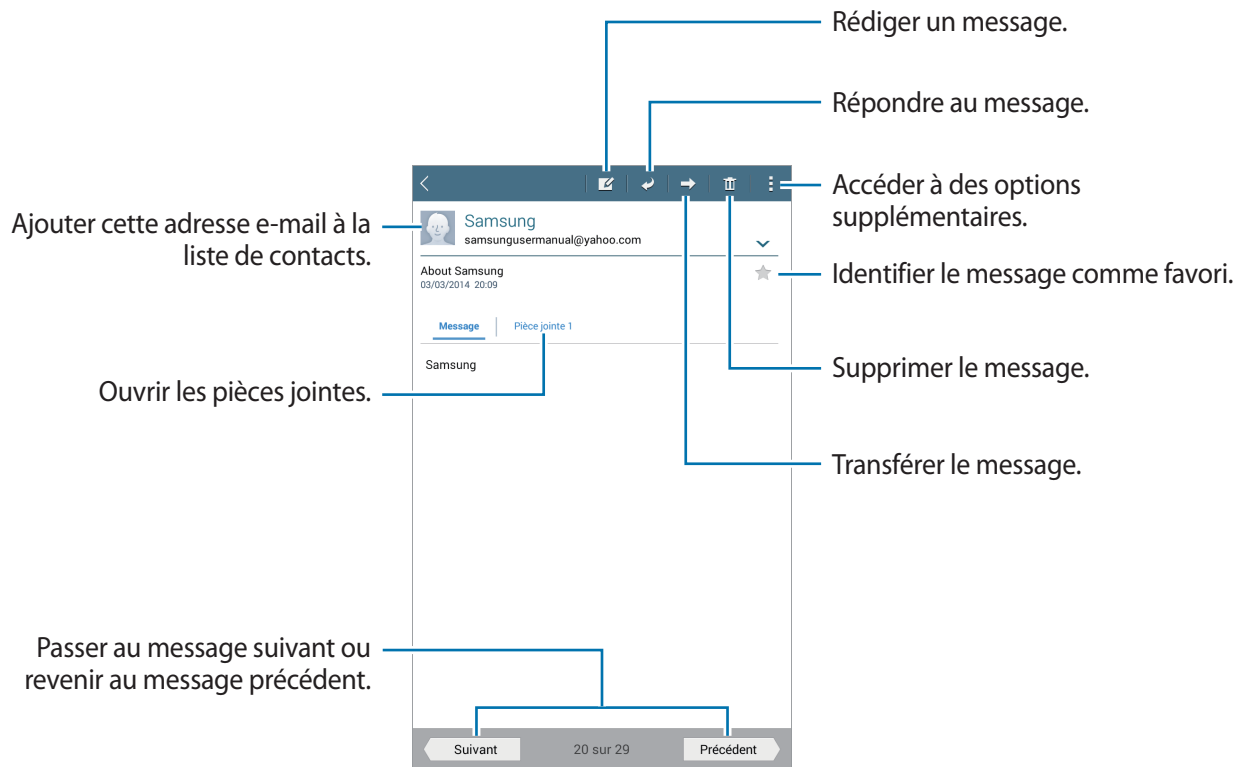 Rédiger un message.
Répondre au message.
Accéder à des options
supplémentaires.
Ajouter cette adresse e-mail à la
liste de contacts.
Samsung
samsungusermanual@yahoo.com
About Samsung
03/03/2014 20:09
Identifier le message comme favori.
Message
Pièce jointe 1
Samsung
Supprimer le message.
Ouvrir les pièces jointes.
Transférer le message.
Passer au message suivant ou
revenir au message précédent.
Suivant
20 sur 29
Précédent